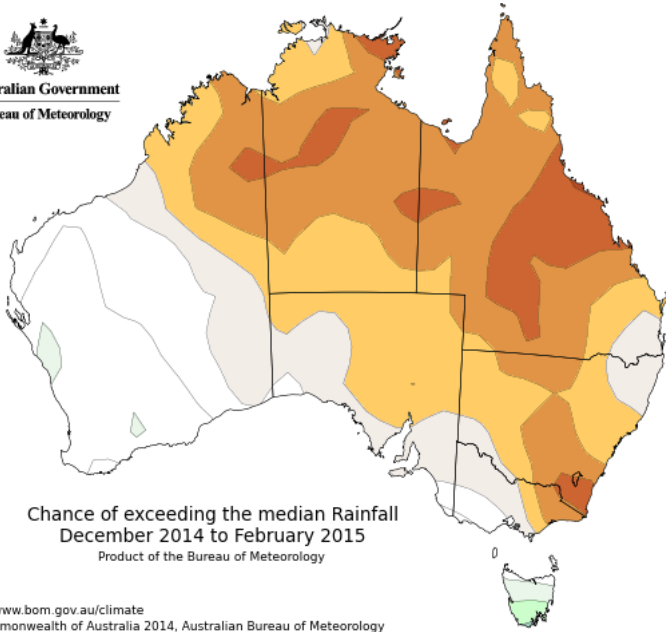 ralian Government
eau of Meteorology
Chance of exceeding the median Rainfall
December 2014 to February 2015
Product of the Bureau of Meteorology
www.bom.gov.au/climate
monwealth of Australia 2014, Australian Bureau of Meteorology